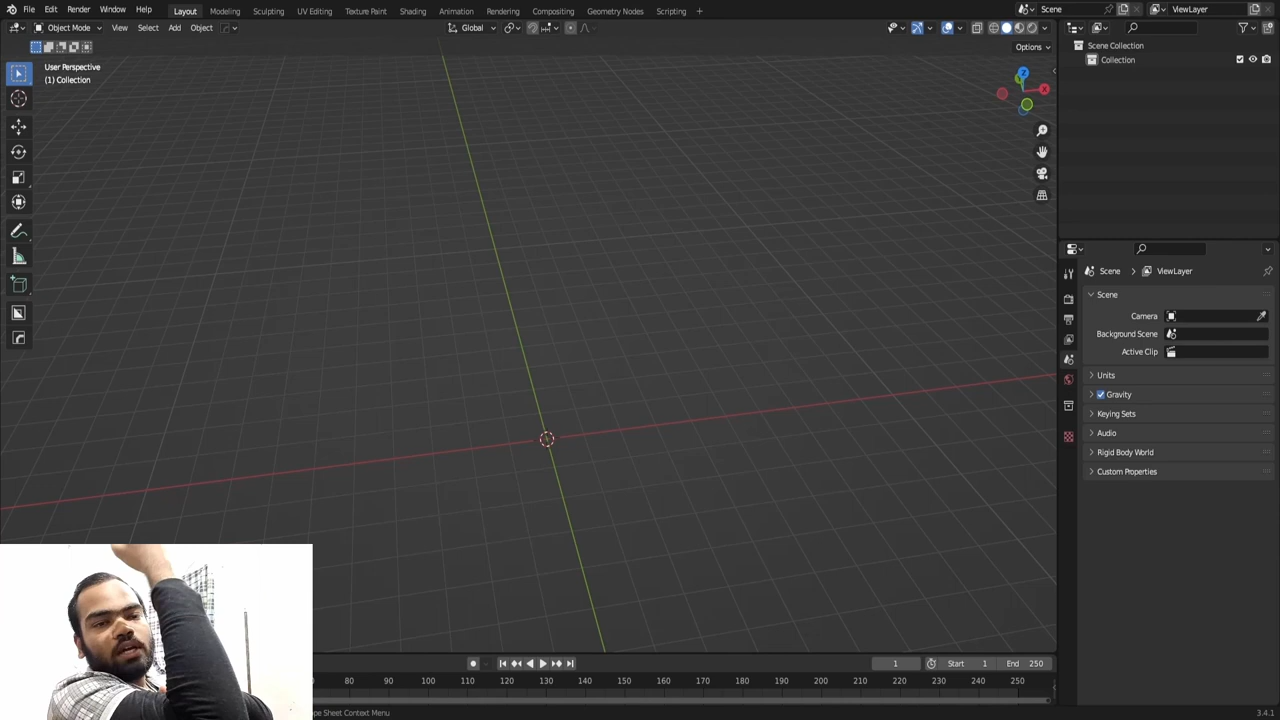 File Edit Render Window Help Layout Modeling Sculpting UV Editing Texture Paint Shading Animation Rendering Compositing Geometry Nodes Scripting + Scene ViewLayer
Object Mode View Select Add Object Global
Options
User Perspective
(1) Collection
Z
X
Scene Collection
Collection
Scene > ViewLayer
Scene
Camera
Background Scene
Active Clip
Units
Gravity
Keying Sets
Audio
Rigid Body World
Custom Properties
1 Start 1 End 250
80 90 100 110 120 130 140 150 160 170 180 190 200 210 220 230 240 250
ope Sheet Context Menu 3.4.1